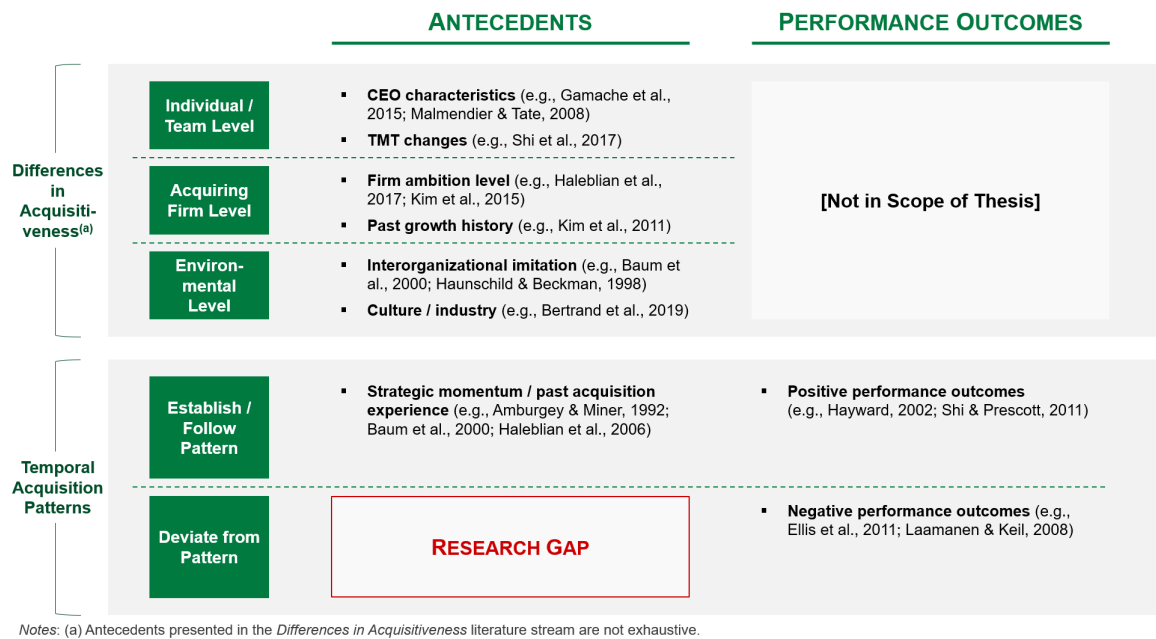 ANTECEDENTS
PERFORMANCE OUTCOMES
Differences
in
Acquisiti-
veness(a)
Individual /
Team Level
▪ CEO characteristics (e.g., Gamache et al.,
2015; Malmendier & Tate, 2008)
▪ TMT changes (e.g., Shi et al., 2017)
Acquiring
Firm Level
▪ Firm ambition level (e.g., Haleblian et al.,
2017; Kim et al., 2015)
▪ Past growth history (e.g., Kim et al., 2011)
Environ-
mental
Level
▪ Interorganizational imitation (e.g., Baum et
al., 2000; Haunschild & Beckman, 1998)
▪ Culture / industry (e.g., Bertrand et al., 2019)
[Not in Scope of Thesis]
Temporal
Acquisition
Patterns
Establish /
Follow
Pattern
▪ Strategic momentum / past acquisition
experience (e.g., Amburgey & Miner, 1992;
Baum et al., 2000; Haleblian et al., 2006)
▪ Positive performance outcomes
(e.g., Hayward, 2002; Shi & Prescott, 2011)
Deviate from
Pattern
RESEARCH GAP
▪ Negative performance outcomes (e.g.,
Ellis et al., 2011; Laamanen & Keil, 2008)
Notes: (a) Antecedents presented in the Differences in Acquisitiveness literature stream are not exhaustive.